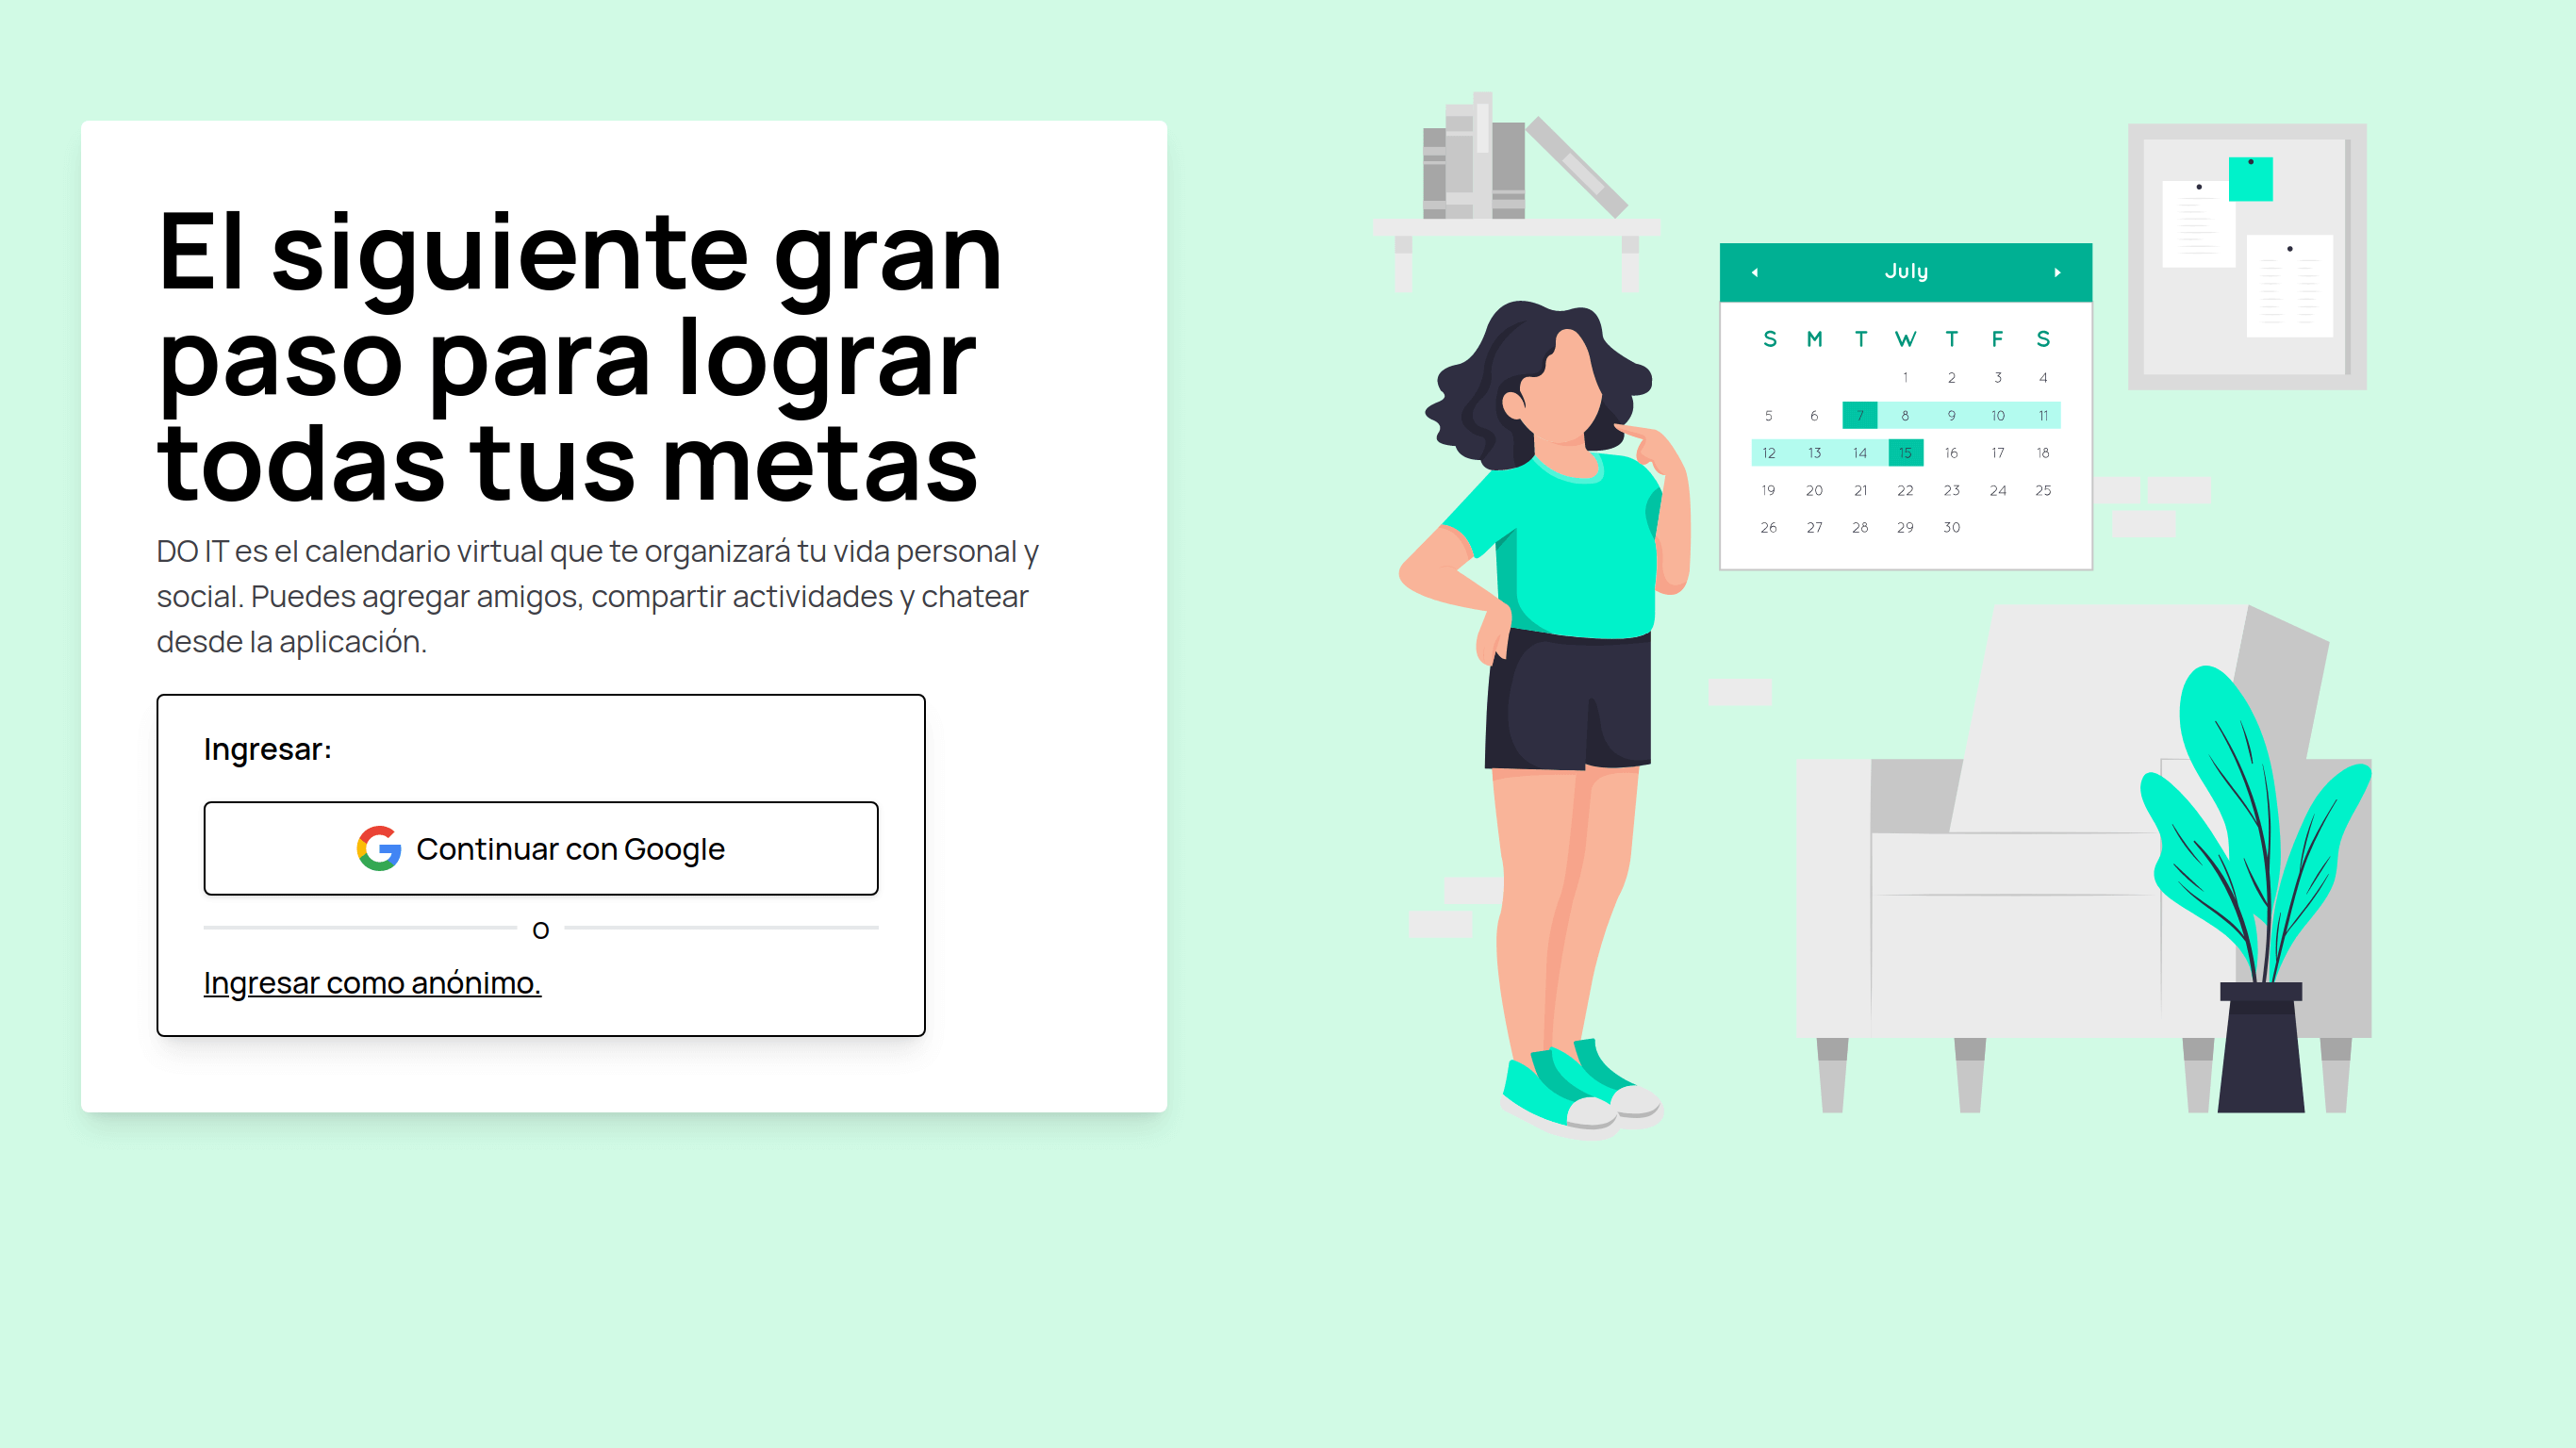 El siguiente gran
paso para lograr
todas tus metas
DO IT es el calendario virtual que te organizará tu vida personal y
social. Puedes agregar amigos, compartir actividades y chatear
desde la aplicación.
Ingresar:
Continuar con Google
o
Ingresar como anónimo.
July
S M T W T F S
1 2 3 4
5 6 7 8 9 10 11
12 13 14 15 16 17 18
19 20 21 22 23 24 25
26 27 28 29 30